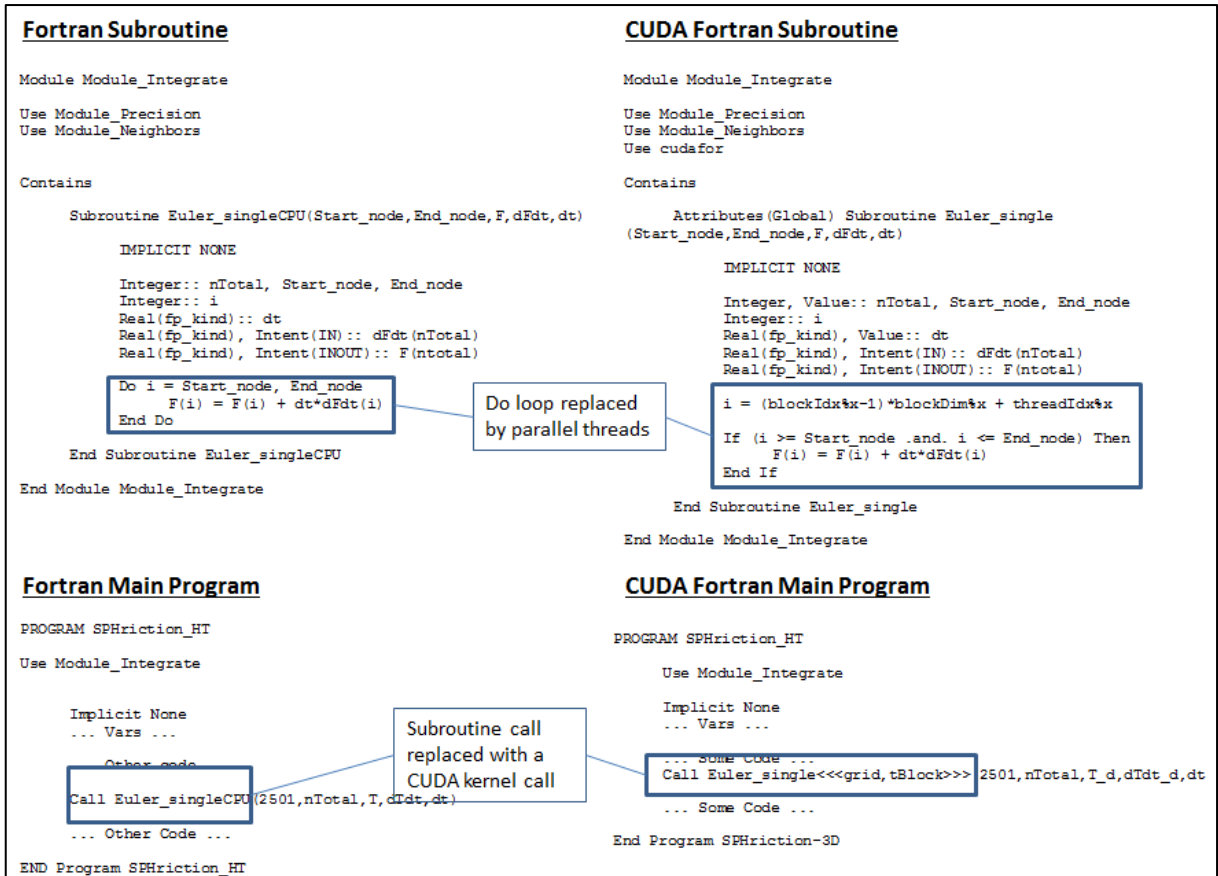 Fortran Subroutine
Module Module_Integrate
Use Module_Precision
Use Module_Neighbors
Contains
Subroutine Euler_singleCPU(Start_node,End_node,F,dFdt,dt)
IMPLICIT NONE
Integer:: nTotal, Start_node, End_node
Integer:: i
Real(fp_kind):: dt
Real(fp_kind), Intent(IN):: dFdt(nTotal)
Real(fp_kind), Intent(INOUT):: F(ntotal)
Do i = Start_node, End_node
F(i) = F(i) + dt*dFdt(i)
End Do
End Subroutine Euler_singleCPU
End Module Module_Integrate
Do loop replaced
by parallel threads
CUDA Fortran Subroutine
Module Module_Integrate
Use Module_Precision
Use Module_Neighbors
Use cudafor
Contains
Attributes(Global) Subroutine Euler_single
(Start_node,End_node,F,dFdt,dt)
IMPLICIT NONE
Integer, Value:: nTotal, Start_node, End_node
Integer:: i
Real(fp_kind), Value:: dt
Real(fp_kind), Intent(IN):: dFdt(nTotal)
Real(fp_kind), Intent(INOUT):: F(ntotal)
i = (blockIdx%x-1)*blockDim%x + threadIdx%x
If (i >= Start_node .and. i <= End_node) Then
F(i) = F(i) + dt*dFdt(i)
End If
End Subroutine Euler_single
End Module Module_Integrate
Fortran Main Program
PROGRAM SPHriction_HT
Use Module_Integrate
Implicit None
... Vars ...
... Other code
Call Euler_singleCPU(2501,nTotal,T,dTdt,dt)
... Other Code ...
END Program SPHriction_HT
Subroutine call
replaced with a
CUDA kernel call
CUDA Fortran Main Program
PROGRAM SPHriction_HT
Use Module_Integrate
Implicit None
... Vars ...
... Some Code ...
Call Euler_single<<<grid,tBlock>>> 2501,nTotal,T_d,dTdt_d,dt
... Some Code ...
End Program SPHriction-3D